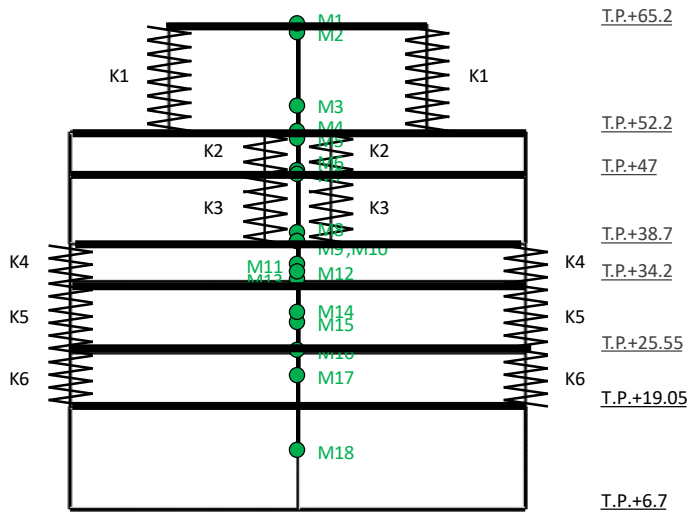 M1
T.P.+65.2
M2
K1
K1
M3
M4
T.P.+52.2
M5
K2
K2
M6
T.P.+47
K3
K3
M8
T.P.+38.7
M9 ,M10
K4
K4
M11
M12
T.P.+34.2
M13
M14
K5
K5
M15
T.P.+25.55
M16
K6
K6
M17
T.P.+19.05
M18
T.P.+6.7